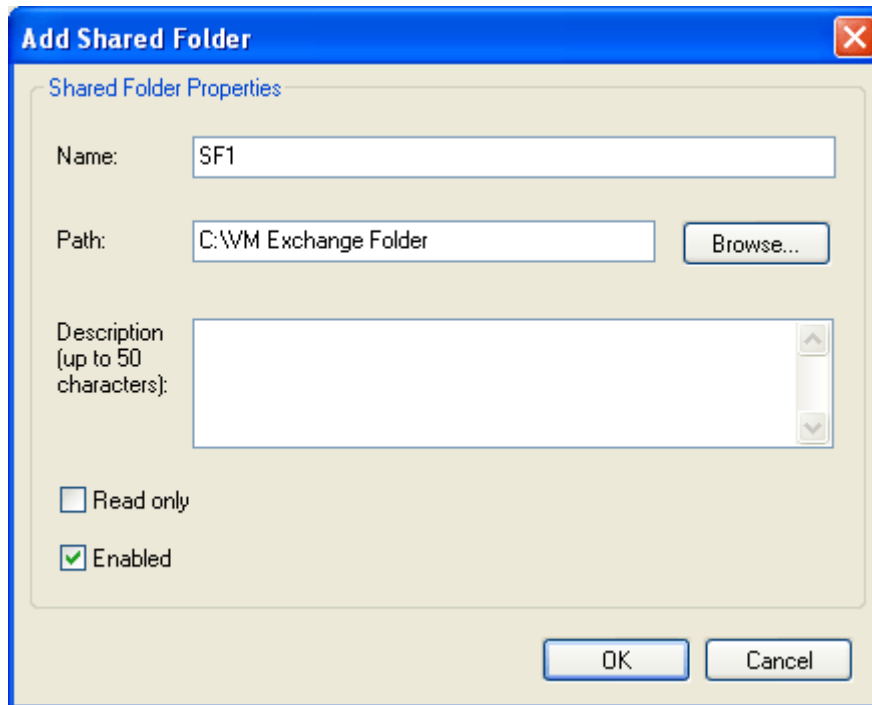 Add Shared Folder
Shared Folder Properties
Name:
SF1
Path:
C:\VM Exchange Folder
Browse...
Description
(up to 50
characters):
Read only
Enabled
OK
Cancel